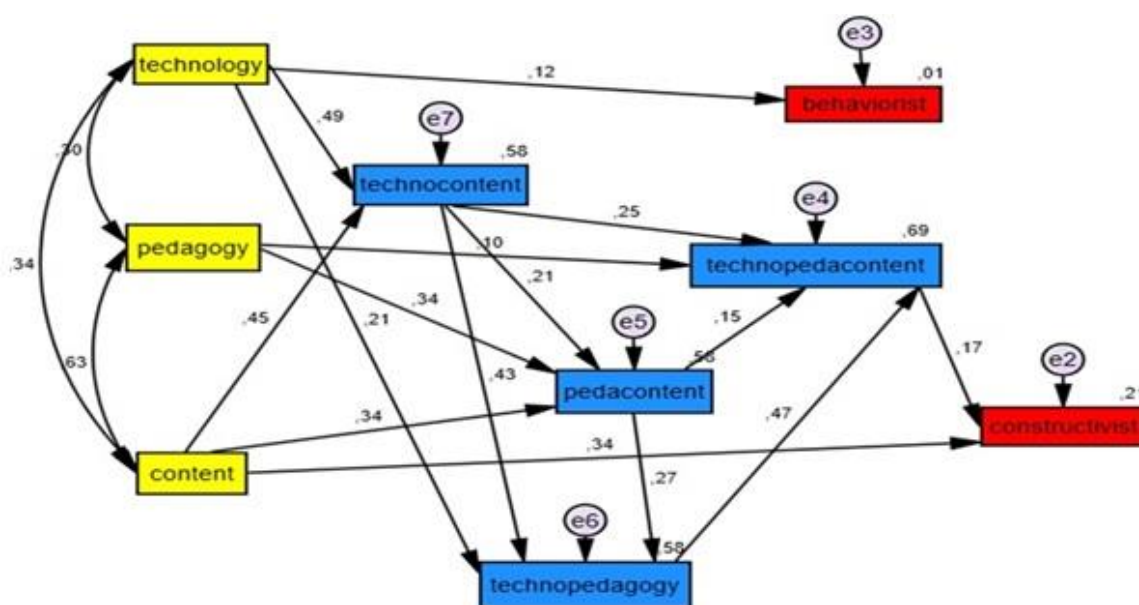 e3
technology
,12
,01
behaviorist
,49
e7
,58
technocontent
,30
e4
,25
,69
pedagogy
,10
technopedacontent
,34
,21
,34
,45
,21
e5
,15
,58
e2
,17
,63
,43
pedacontent
,21
,34
,47
constructivist
content
,34
,27
e6
,58
technopedagogy